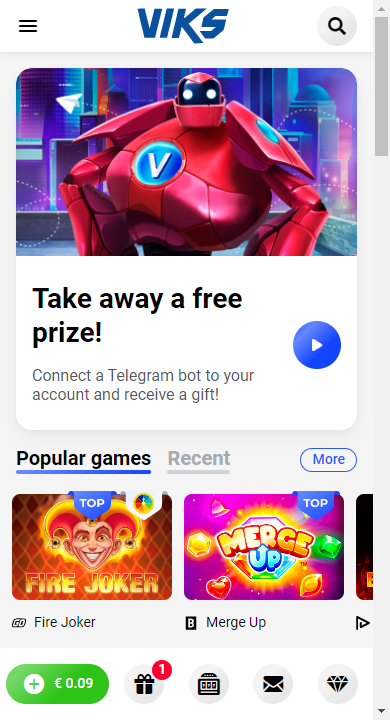 VIKS
V
Take away a free
prize!
Connect a Telegram bot to your
account and receive a gift!
Popular games
Recent
More
TOP
FIRE JOKER
TOP
MERGE
UP
TM
Fire Joker
Merge Up
€ 0.09
1